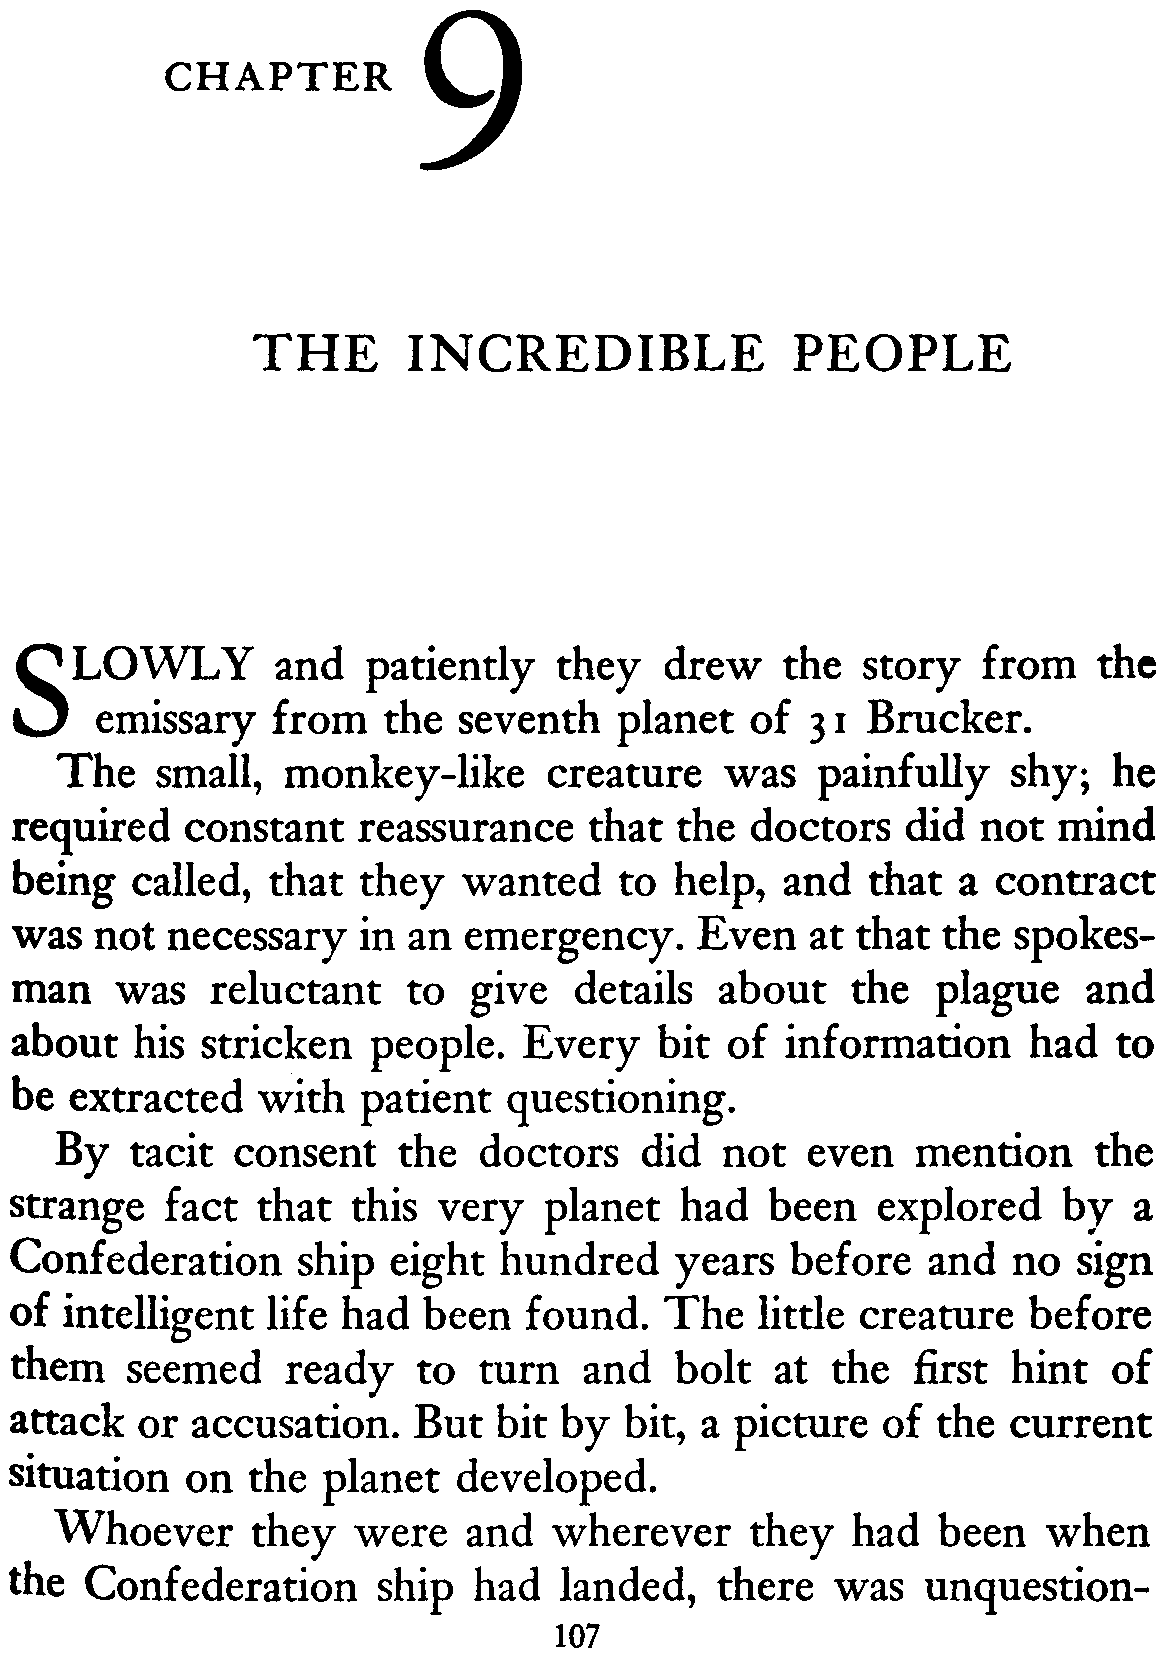 CHAPTER 9
THE INCREDIBLE PEOPLE
SLOWLY and patiently they drew the story from the
emissary from the seventh planet of 31 Brucker.
The small, monkey-like creature was painfully shy; he
required constant reassurance that the doctors did not mind
being called, that they wanted to help, and that a contract
was not necessary in an emergency. Even at that the spokes-
man was reluctant to give details about the plague and
about his stricken people. Every bit of information had to
be extracted with patient questioning.
By tacit consent the doctors did not even mention the
strange fact that this very planet had been explored by a
Confederation ship eight hundred years before and no sign
of intelligent life had been found. The little creature before
them seemed ready to turn and bolt at the first hint of
attack or accusation. But bit by bit, a picture of the current
situation on the planet developed.
Whoever they were and wherever they had been when
the Confederation ship had landed, there was unquestion-
107